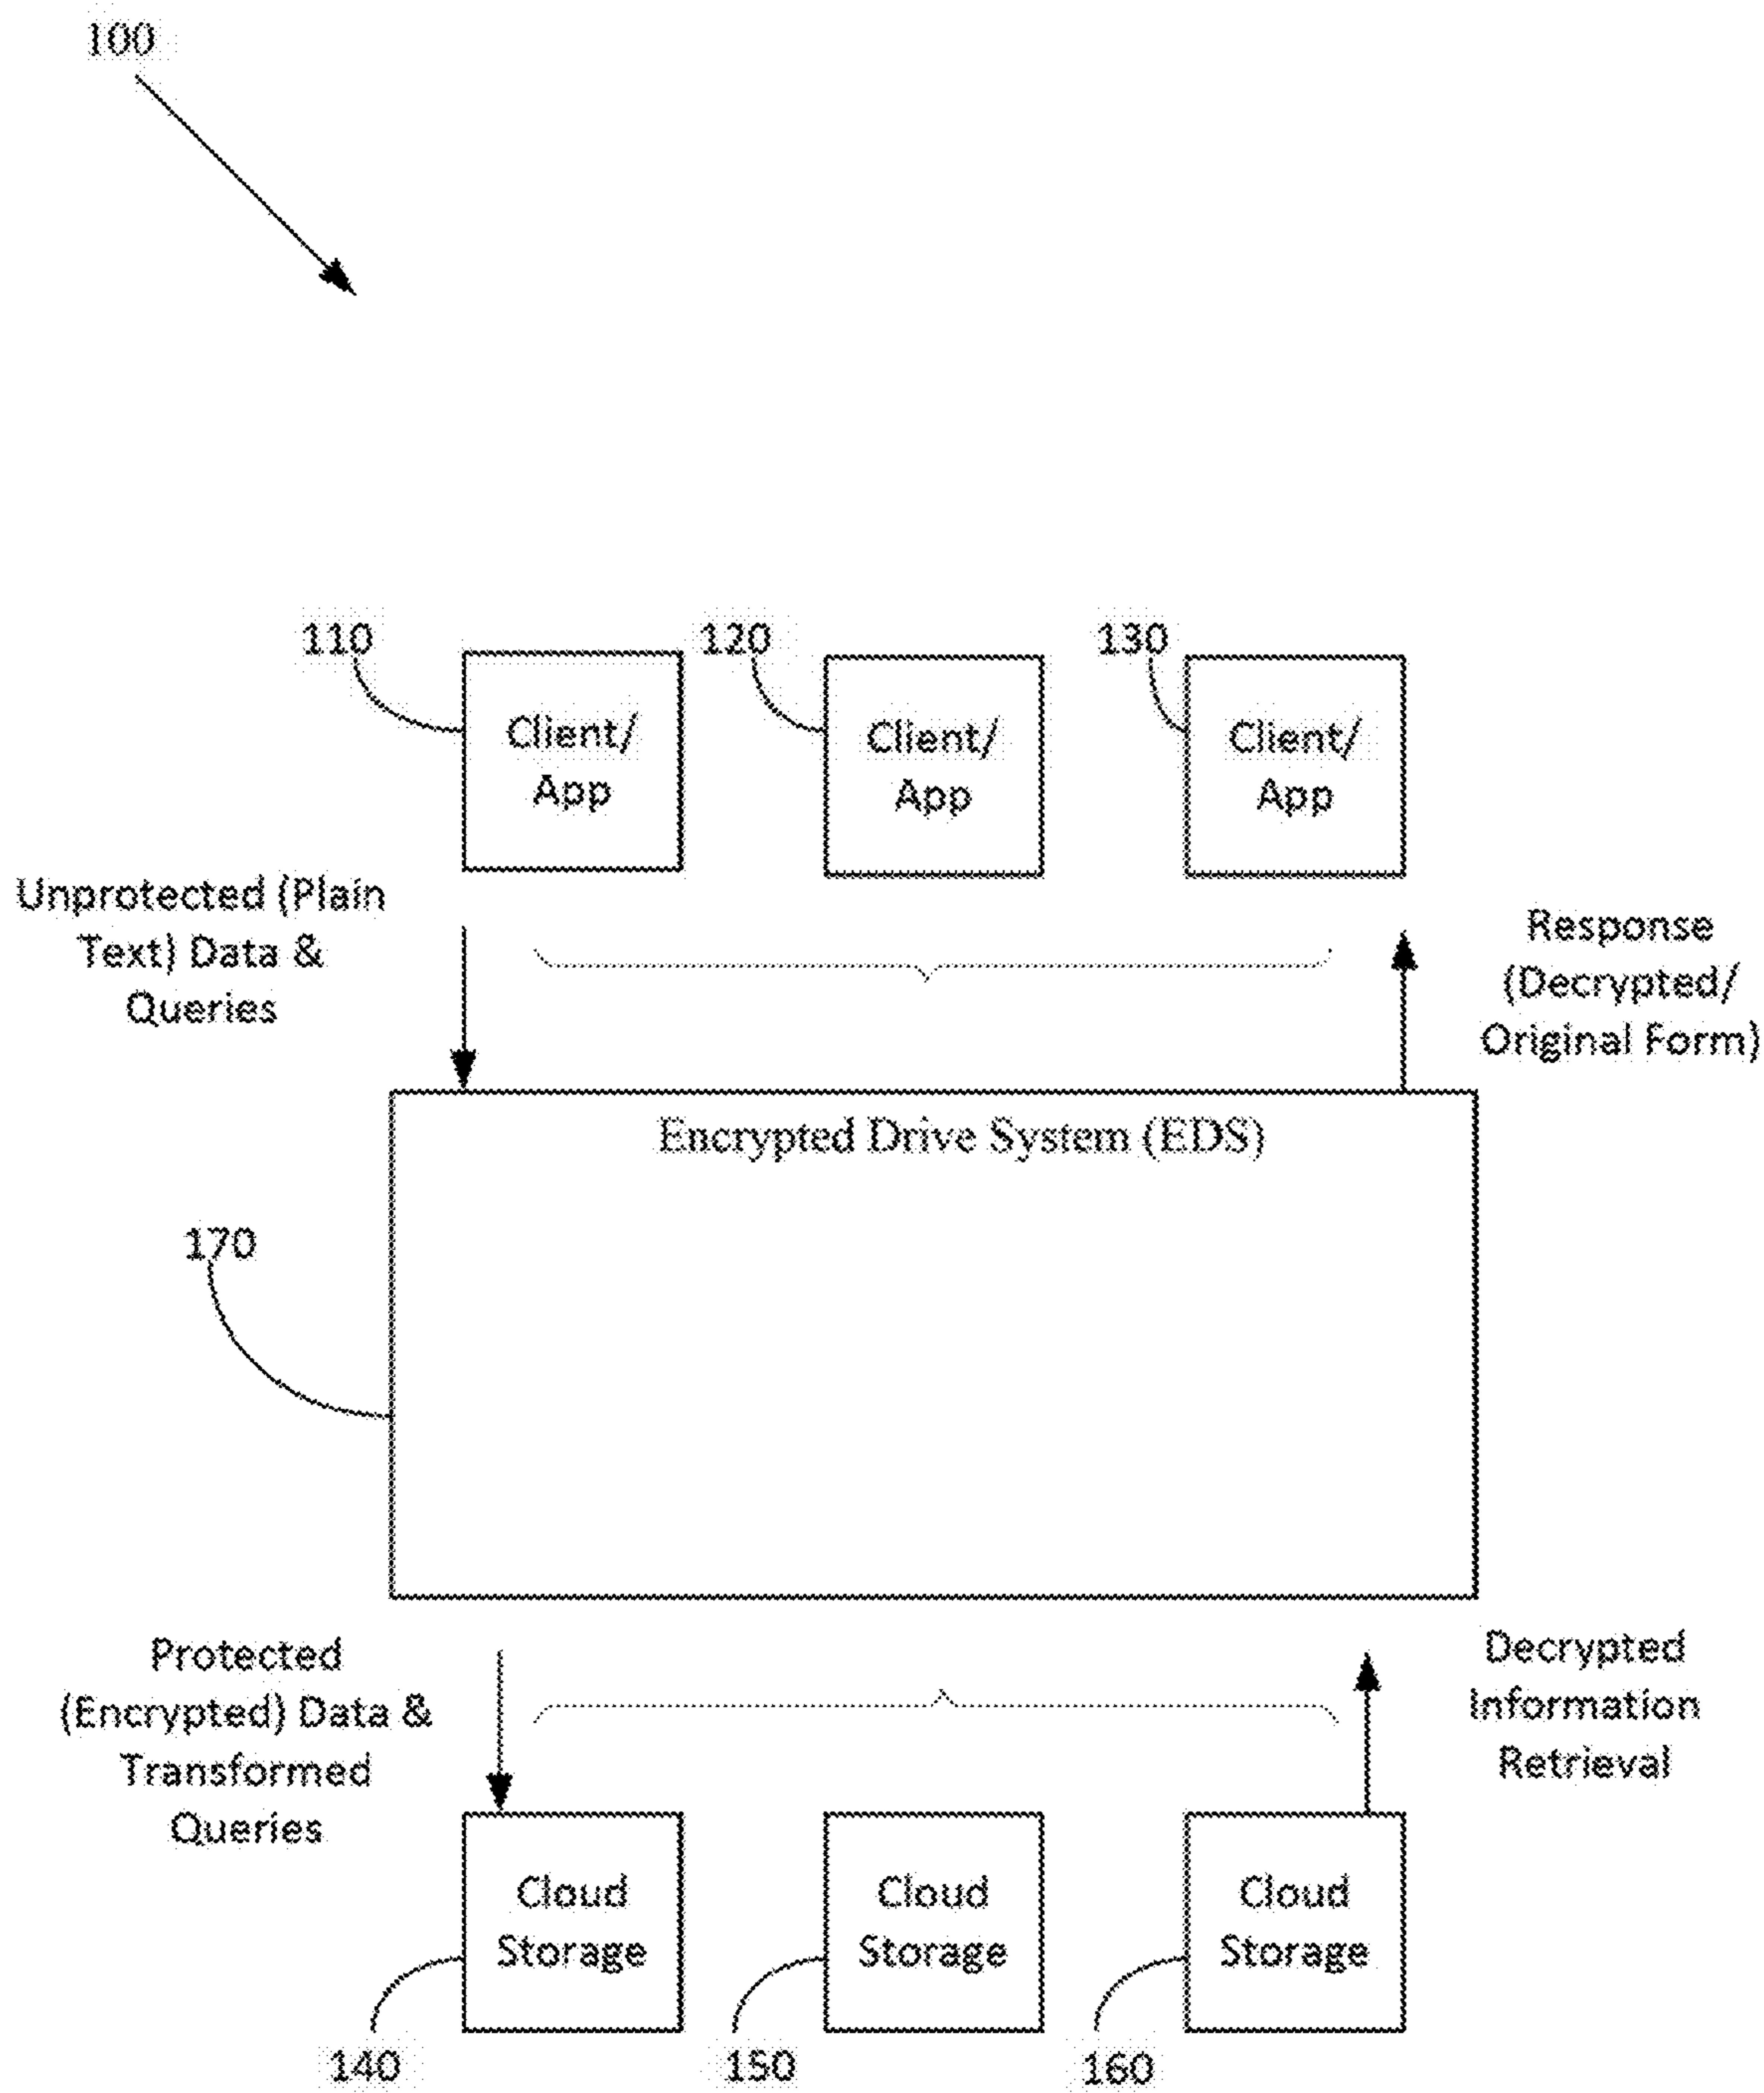 100
110
120
130
Client/
App
Client/
App
Client/
App
Unprotected (Plain
Text) Data &
Queries
Response
(Decrypted/
Original Form)
Encrypted Drive System (EDS)
170
Protected
(Encrypted) Data &
Transformed
Queries
Decrypted
Information
Retrieval
Cloud
Storage
Cloud
Storage
Cloud
Storage
140
150
160